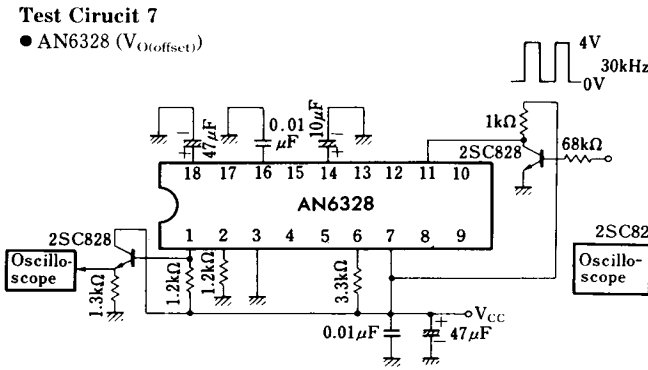 Test Cirucit 7
● AN6328 (V_O(offset))
4V
30kHz
0V
47μF
0.01
μF
10μF
1kΩ
2SC828
68kΩ
18 17 16 15 14 13 12 11 10
AN6328
1 2 3 4 5 6 7 8 9
2SC828
Oscillo-
scope
1.3kΩ
1.2kΩ
1.2kΩ
3.3kΩ
V_CC
0.01μF
47μF
2SC82
Oscillo-
scope